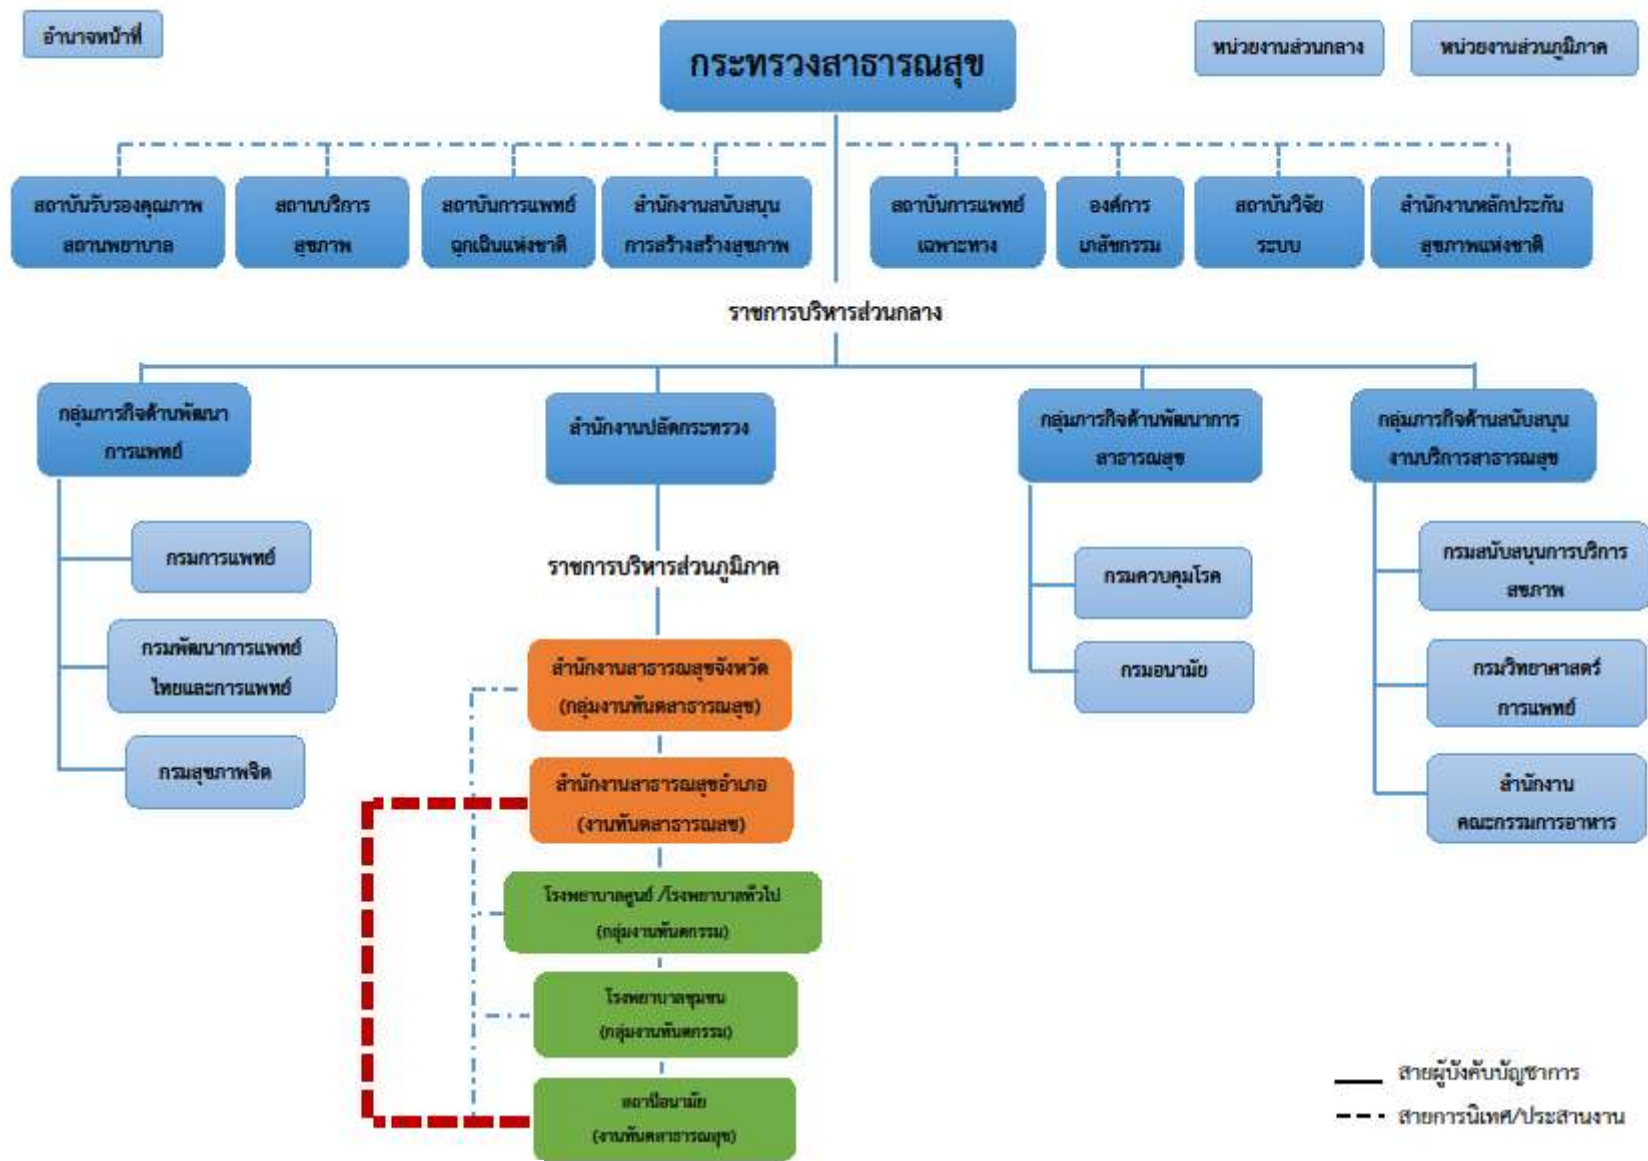 อำนาจหน้าที่
กระทรวงสาธารณสุข
หน่วยงานส่วนกลาง
หน่วยงานส่วนภูมิภาค
สถาบันรับรองคุณภาพ
สถานพยาบาล
สถานบริการ
สุขภาพ
สถาบันการแพทย์
ฉุกเฉินแห่งชาติ
สำนักงานสนับสนุน
การสร้างสร้างสุขภาพ
สถาบันการแพทย์
เฉพาะทาง
องค์การ
เภสัชกรรม
สถาบันวิจัย
ระบบ
สำนักงานหลักประกัน
สุขภาพแห่งชาติ
ราชการบริหารส่วนกลาง
กลุ่มภารกิจด้านพัฒนา
การแพทย์
สำนักงานปลัดกระทรวง
กลุ่มภารกิจด้านพัฒนาการ
สาธารณสุข
กลุ่มภารกิจด้านสนับสนุน
งานบริการสาธารณสุข
กรมการแพทย์
กรมพัฒนาการแพทย์
ไทยและการแพทย์
กรมสุขภาพจิต
ราชการบริหารส่วนภูมิภาค
สำนักงานสาธารณสุขจังหวัด
(กลุ่มงานทันตสาธารณสุข)
สำนักงานสาธารณสุขอำเภอ
(งานทันตสาธารณสุข)
โรงพยาบาลศูนย์ /โรงพยาบาลทั่วไป
(กลุ่มงานทันตกรรม)
โรงพยาบาลชุมชน
(กลุ่มงานทันตกรรม)
สถานีอนามัย
(งานทันตสาธารณสุข)
กรมควบคุมโรค
กรมอนามัย
กรมสนับสนุนการบริการ
สุขภาพ
กรมวิทยาศาสตร์
การแพทย์
สำนักงาน
คณะกรรมการอาหาร
สายผู้บังคับบัญชาการ
สายการนิเทศ/ประสานงาน